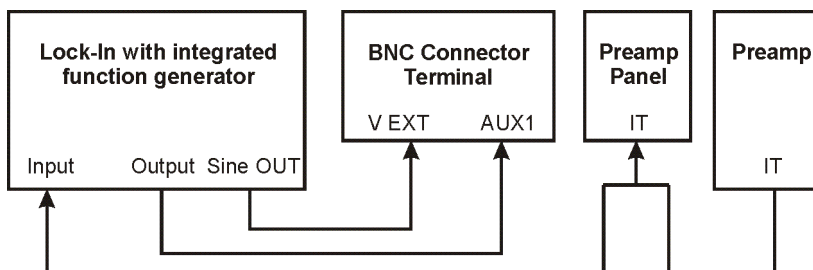 Lock-In with integrated
function generator
Input Output Sine OUT
BNC Connector
Terminal
V EXT AUX1
Preamp
Panel
IT
Preamp
IT